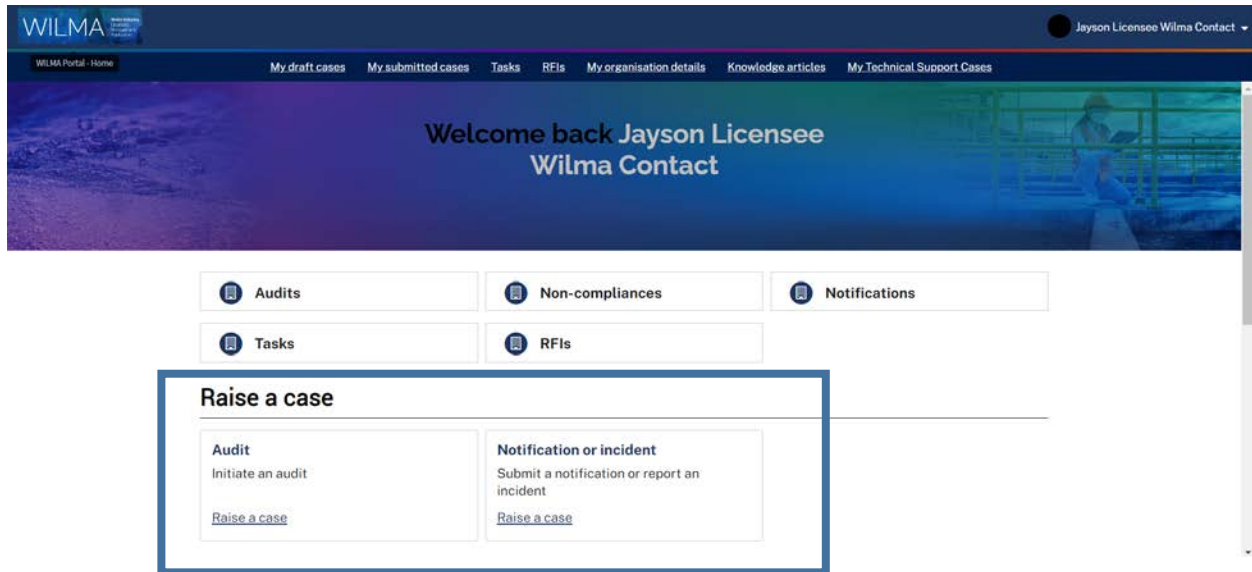 WILMA
Jayson Licensee Wilma Contact
WILMA Portal - Home
My draft cases My submitted cases Tasks RFIs My organisation details Knowledge articles My Technical Support Cases
Welcome back Jayson Licensee
Wilma Contact
Audits Non-compliances Notifications
Tasks RFIs
Raise a case
Audit
Initiate an audit
Raise a case
Notification or incident
Submit a notification or report an
incident
Raise a case